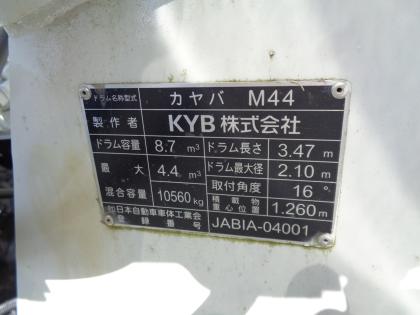 ドラム名称型式 カヤバ M44
製作者 KYB 株式会社
ドラム容量 8.7 m³ ドラム長さ 3.47 m
最大 4.4 m³ ドラム最大径 2.10 m
混合容量 10560 kg 取付角度 16 °
積載物重心位置 1.260 m
(社)日本自動車車体工業会
登録番号 JABIA-04001